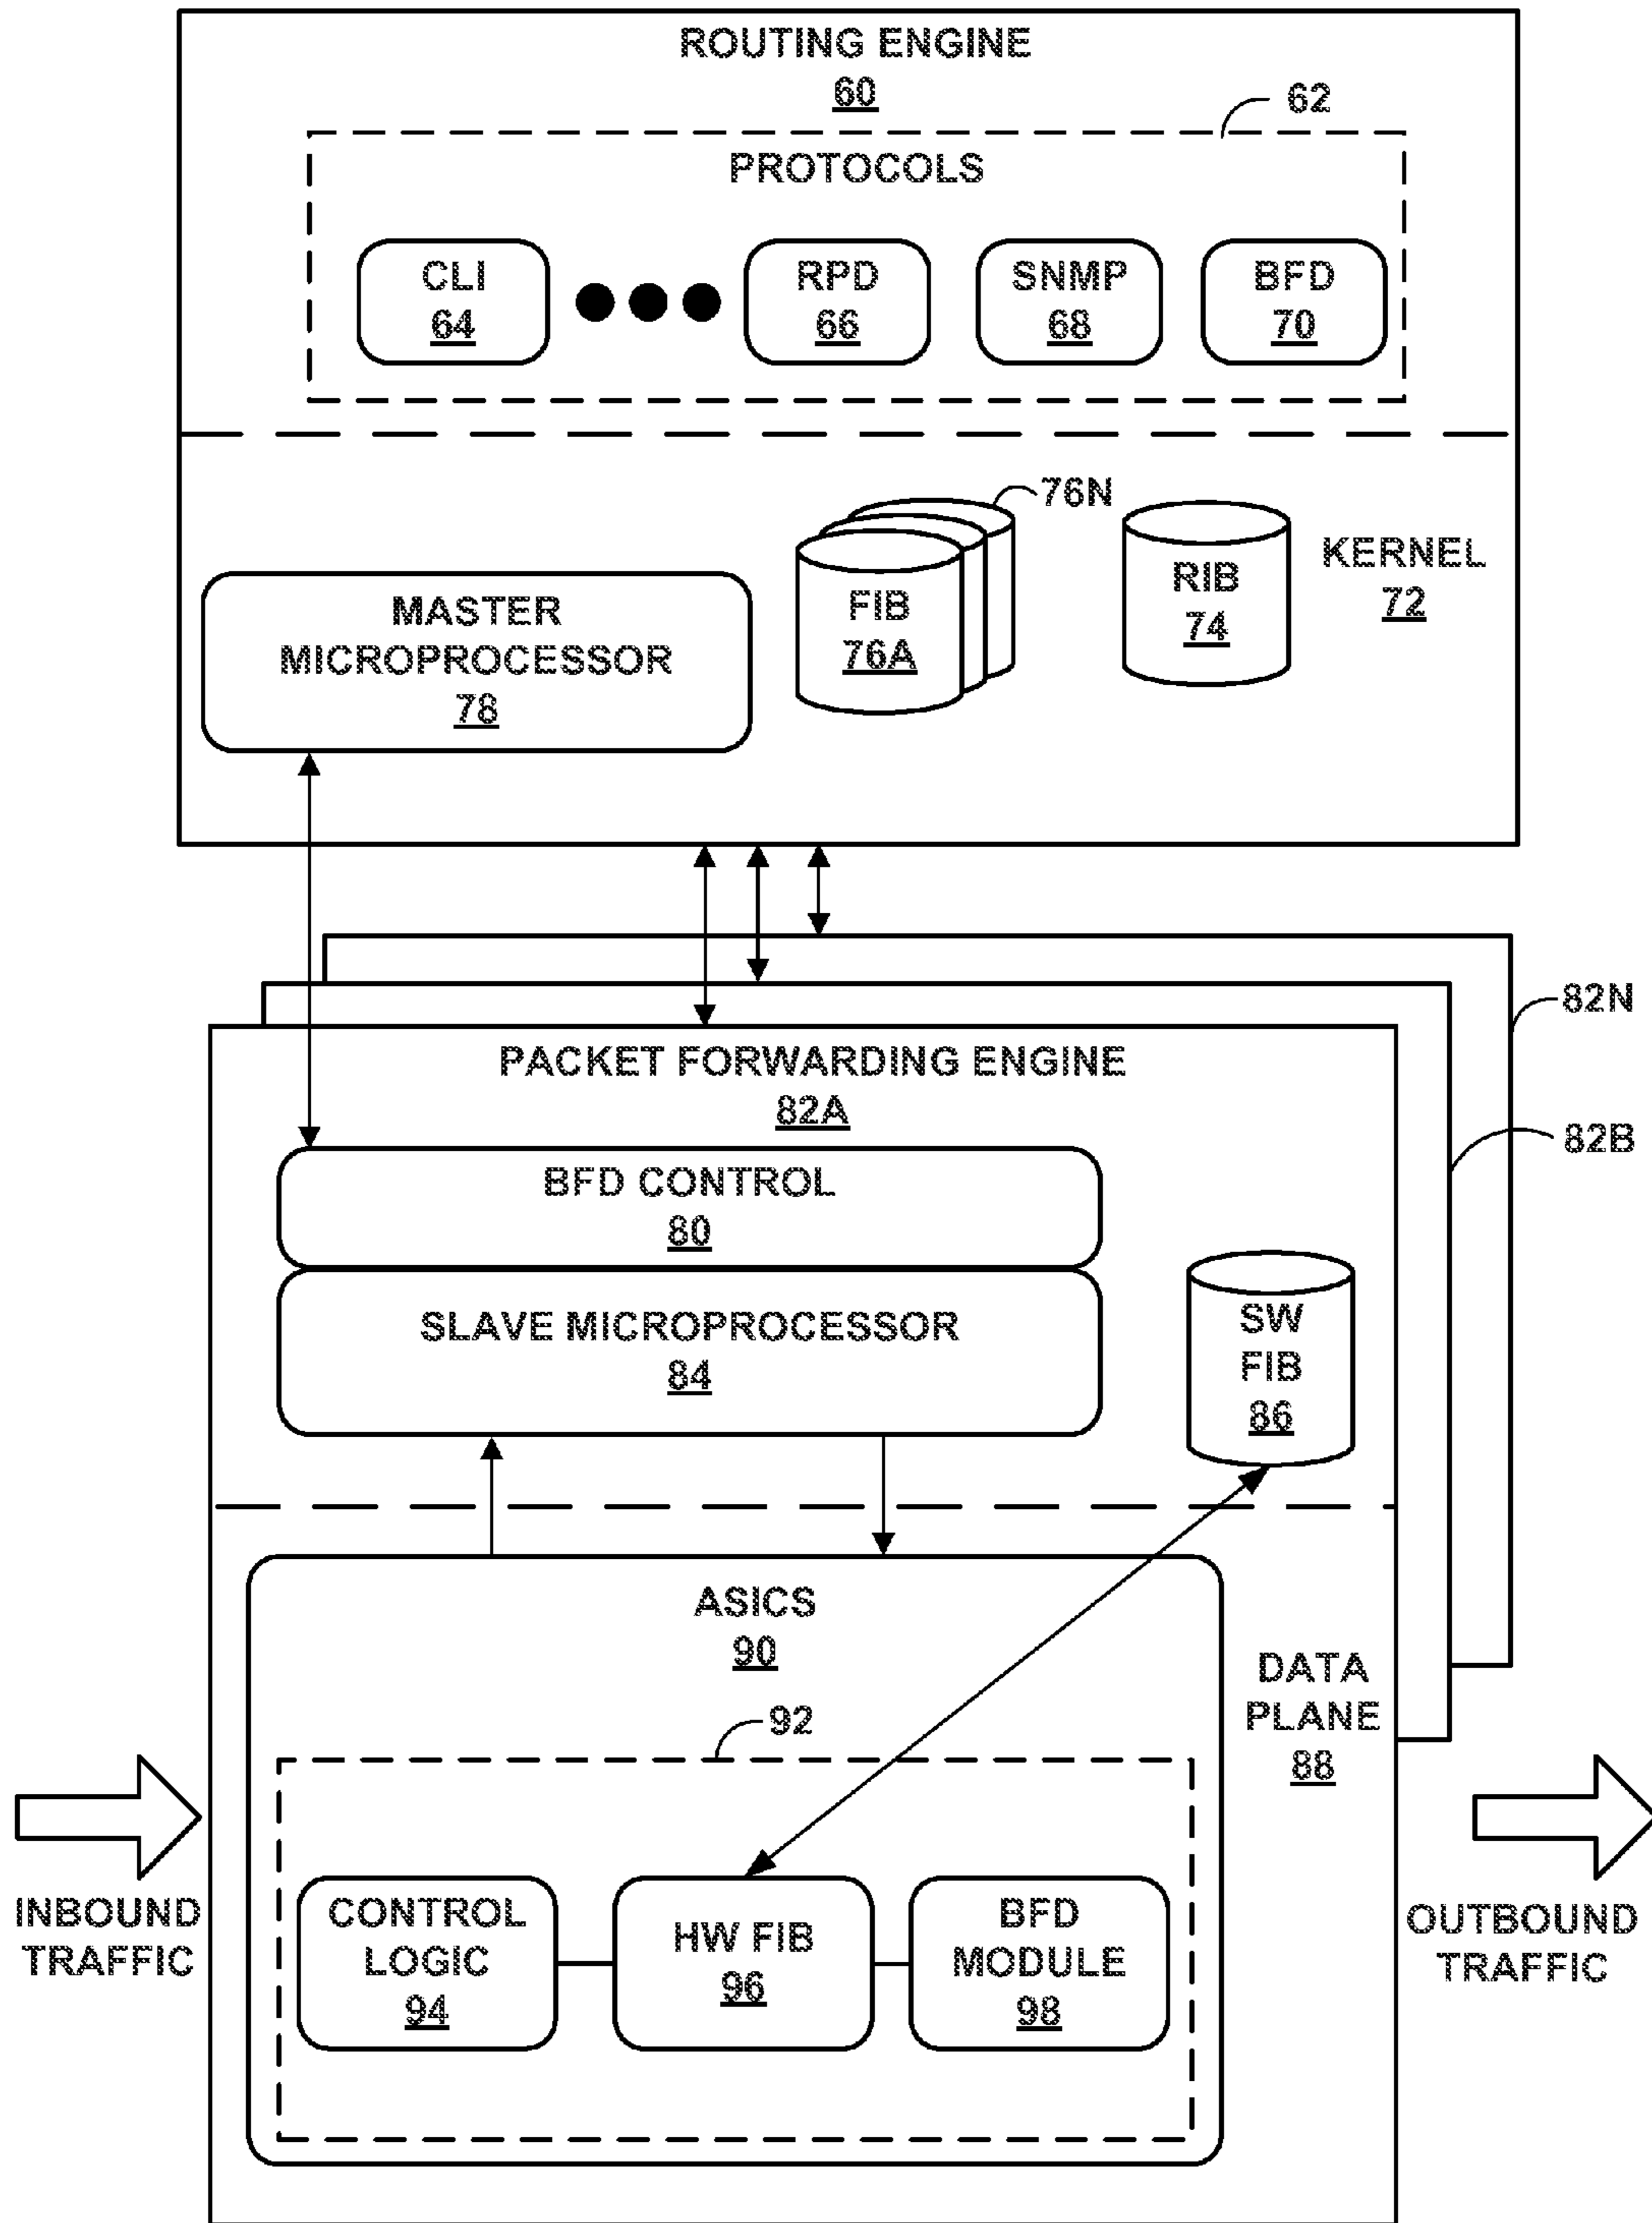 ROUTING ENGINE
60
62
PROTOCOLS
CLI
64
RPD
66
SNMP
68
BFD
70
76N
FIB
76A
RIB
74
KERNEL
72
MASTER
MICROPROCESSOR
78
82N
82B
PACKET FORWARDING ENGINE
82A
BFD CONTROL
80
SLAVE MICROPROCESSOR
84
SW
FIB
86
ASICS
90
DATA
PLANE
88
92
CONTROL
LOGIC
94
HW FIB
96
BFD
MODULE
98
INBOUND
TRAFFIC
OUTBOUND
TRAFFIC